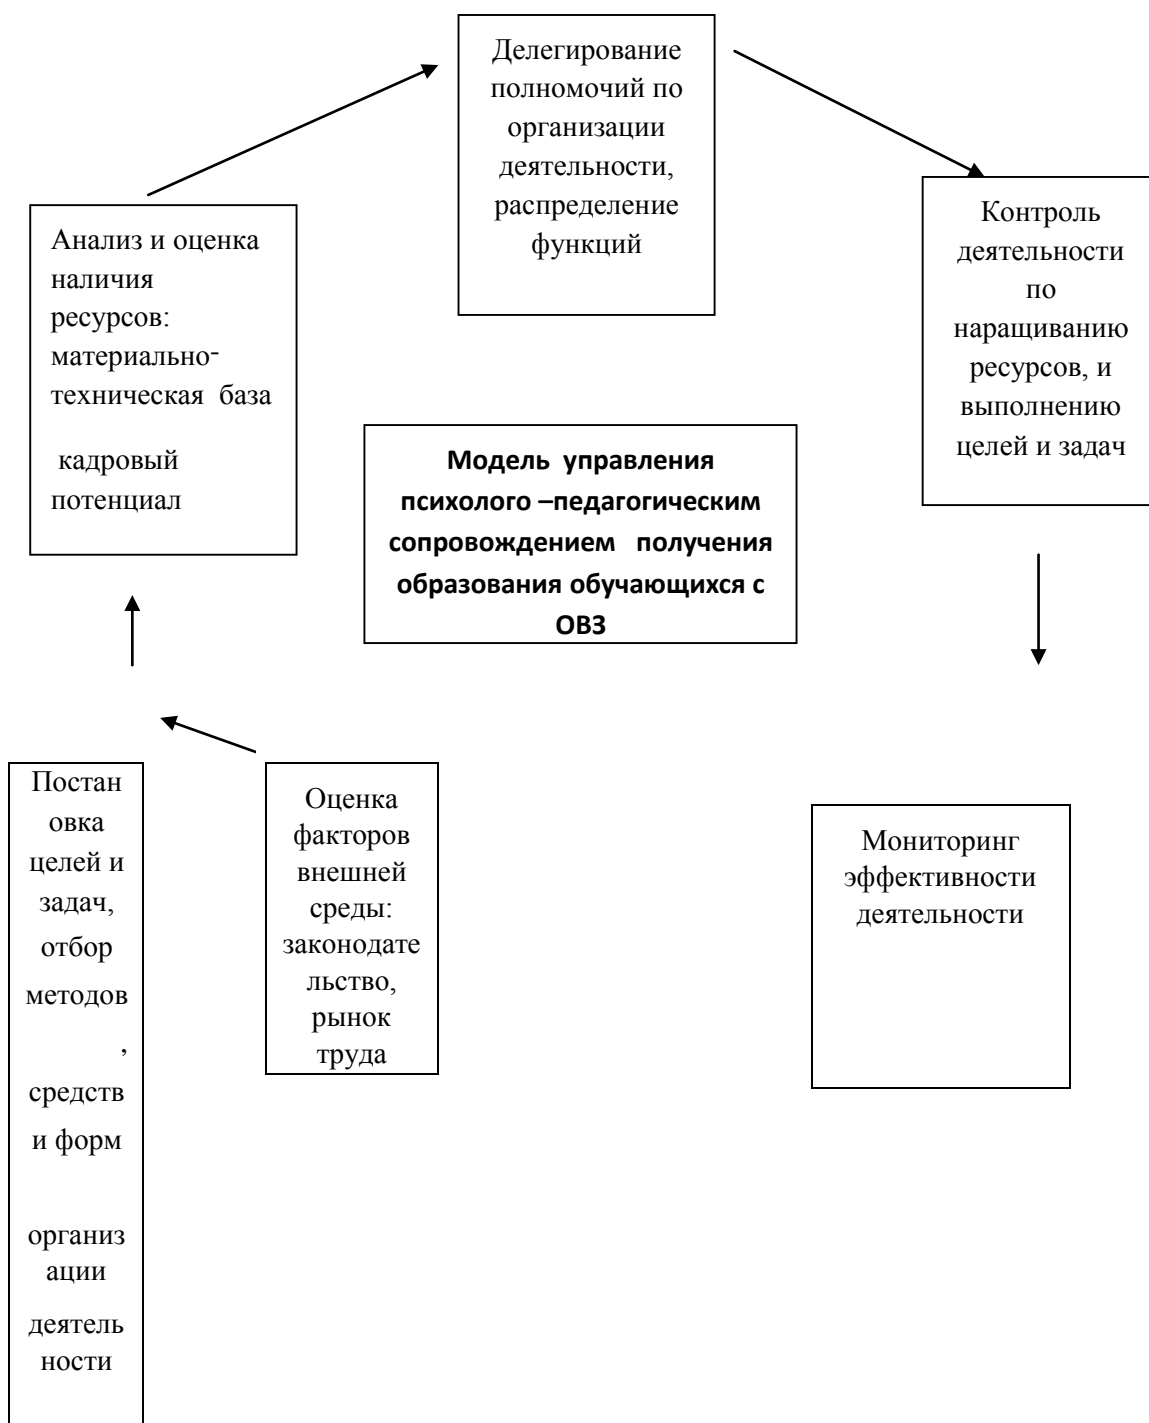 Делегирование
полномочий по
организации
деятельности,
распределение
функций
Анализ и оценка
наличия
ресурсов:
материально-
техническая база
кадровый
потенциал
Контроль
деятельности
по
наращиванию
ресурсов, и
выполнению
целей и задач
Модель управления
психолого –педагогическим
сопровождением получения
образования обучающихся с
ОВЗ
Постан
овка
целей и
задач,
отбор
методов
,
средств
и форм
организ
ации
деятель
ности
Оценка
факторов
внешней
среды:
законодате
льство,
рынок
труда
Мониторинг
эффективности
деятельности